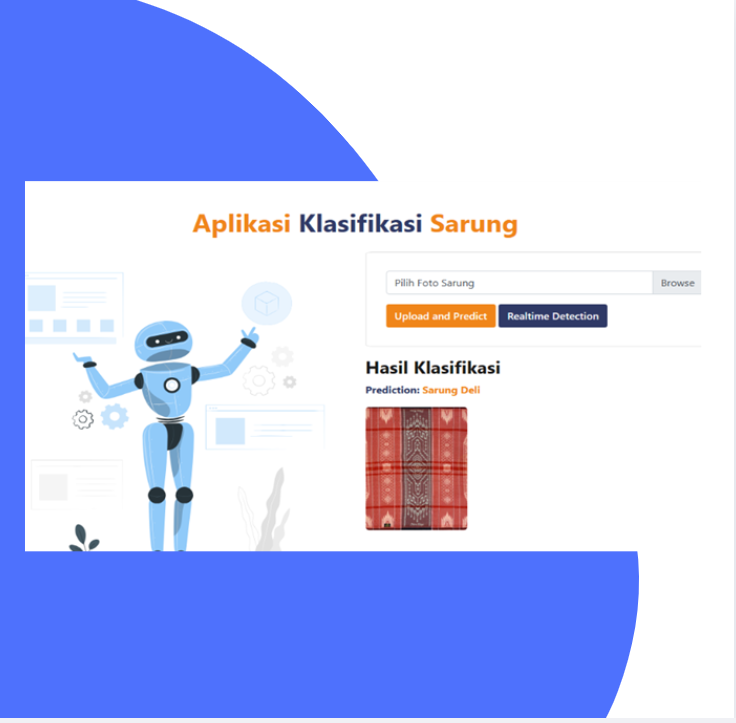 Aplikasi Klasifikasi Sarung
Pilih Foto Sarung
Browse
Upload and Predict
Realtime Detection
Hasil Klasifikasi
Prediction: Sarung Deli